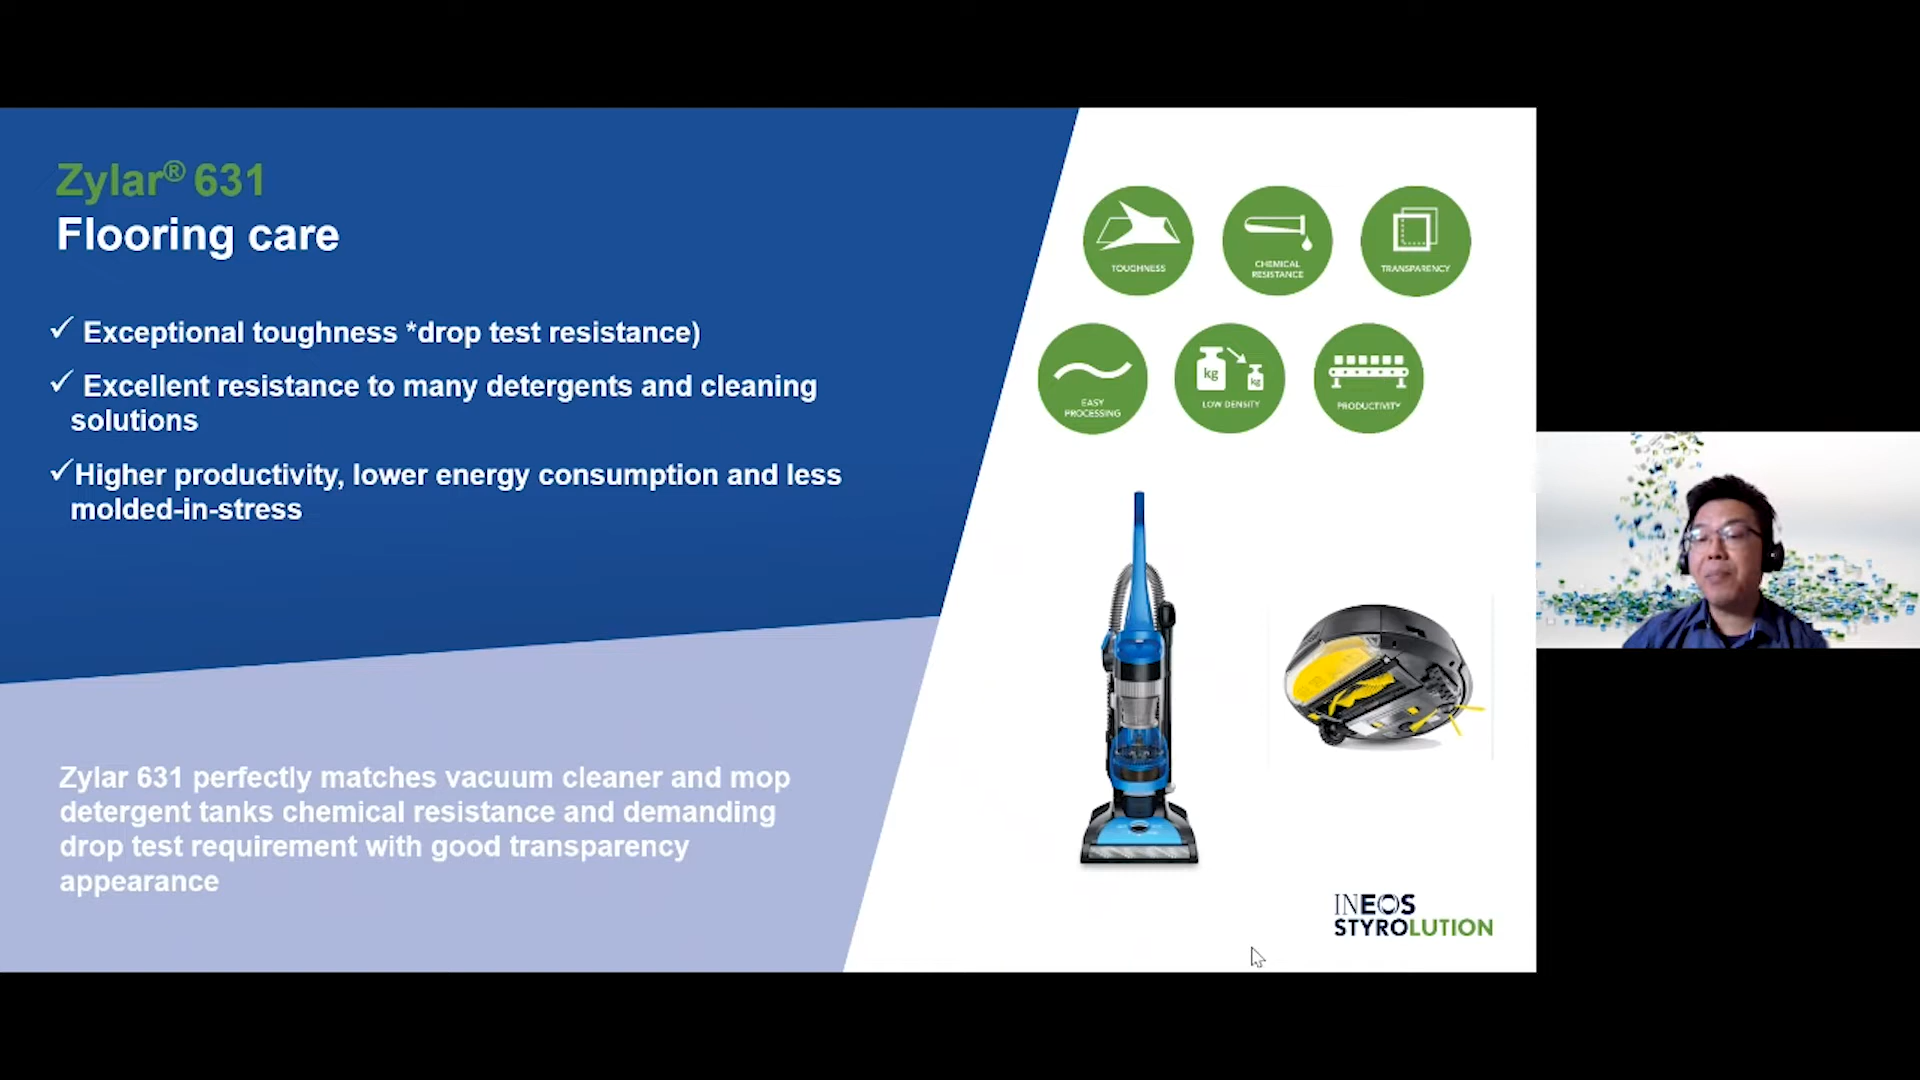 Zylar® 631
Flooring care
✓ Exceptional toughness *drop test resistance)
✓ Excellent resistance to many detergents and cleaning
solutions
✓Higher productivity, lower energy consumption and less
molded-in-stress
Zylar 631 perfectly matches vacuum cleaner and mop
detergent tanks chemical resistance and demanding
drop test requirement with good transparency
appearance
TOUGHNESS
CHEMICAL
RESISTANCE
TRANSPARENCY
EASY
PROCESSING
kg
kg
LOW DENSITY
PRODUCTIVITY
INEOS
STYROLUTION